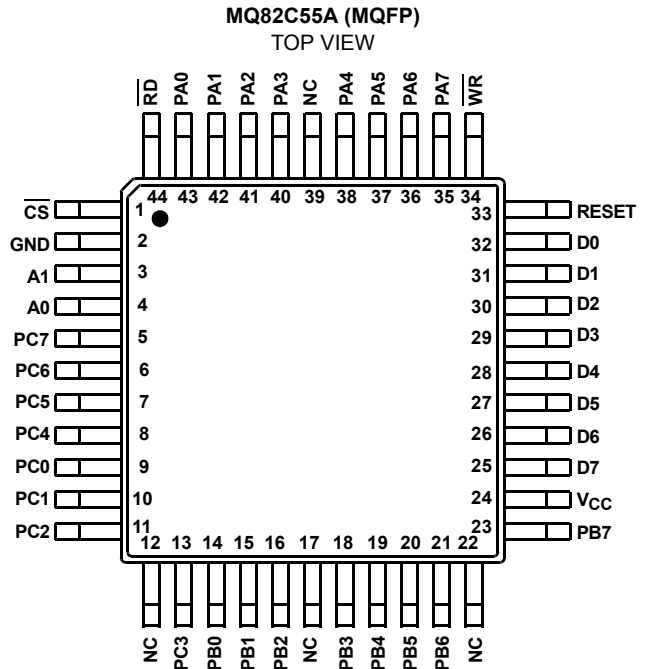 MQ82C55A (MQFP)
TOP VIEW
R̅D̅ PA0 PA1 PA2 PA3 NC PA4 PA5 PA6 PA7 W̅R̅
44 43 42 41 40 39 38 37 36 35 34
C̅S̅ 1 33 RESET
GND 2 32 D0
A1 3 31 D1
A0 4 30 D2
PC7 5 29 D3
PC6 6 28 D4
PC5 7 27 D5
PC4 8 26 D6
PC0 9 25 D7
PC1 10 24 VCC
PC2 11 23 PB7
12 13 14 15 16 17 18 19 20 21 22
NC PC3 PB0 PB1 PB2 NC PB3 PB4 PB5 PB6 NC